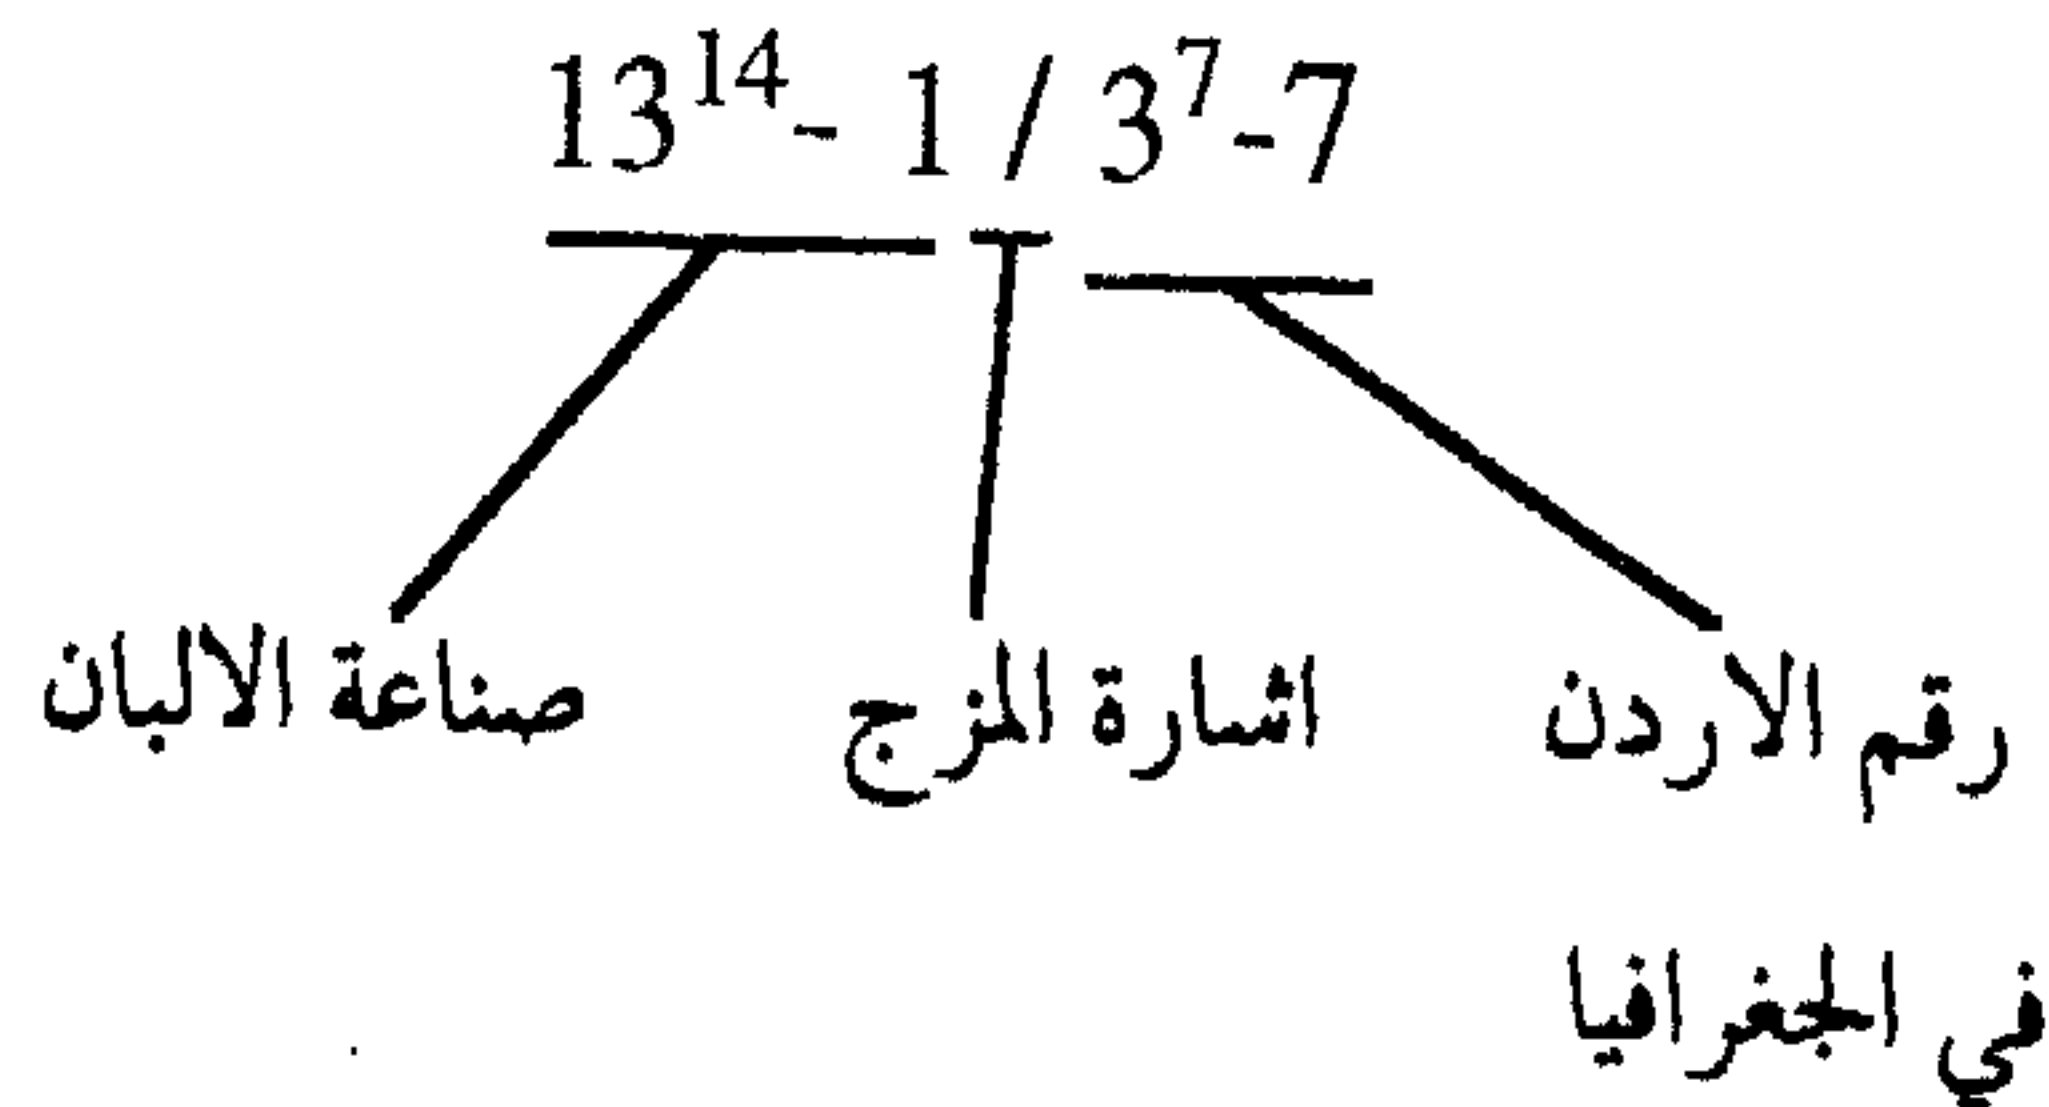 13¹⁴- 1 / 3⁷-7
رقم الاردن
اشارة المزج
صناعة الالبان
في الجغرافيا